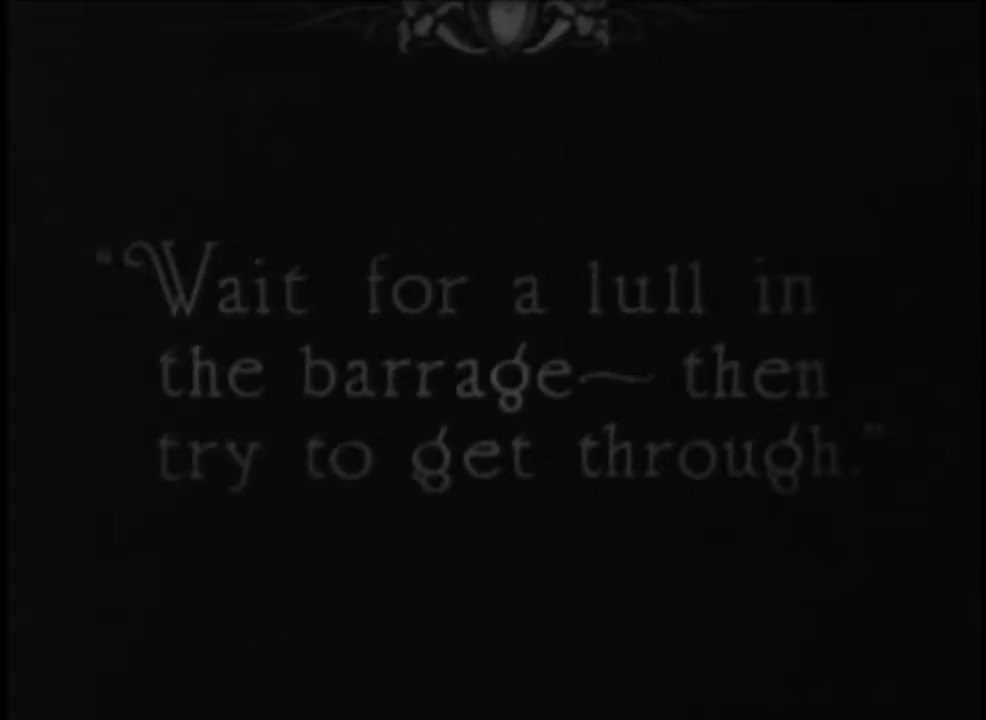 "Wait for a lull in
the barrage~ then
try to get through."